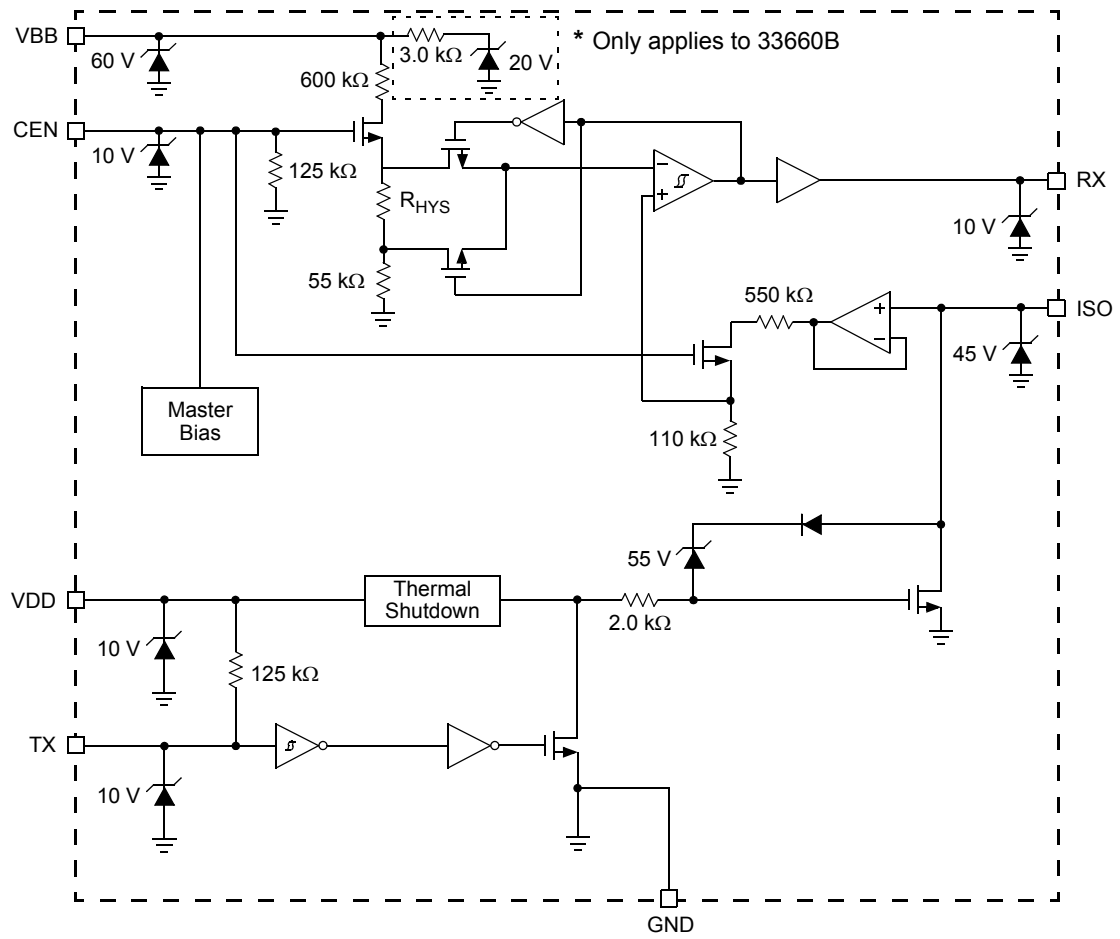 VBB
60 V
3.0 kΩ
20 V
* Only applies to 33660B
600 kΩ
CEN
10 V
125 kΩ
RHYS
55 kΩ
−
+
RX
10 V
550 kΩ
+
−
ISO
45 V
Master
Bias
110 kΩ
55 V
VDD
Thermal
Shutdown
2.0 kΩ
10 V
125 kΩ
TX
10 V
GND